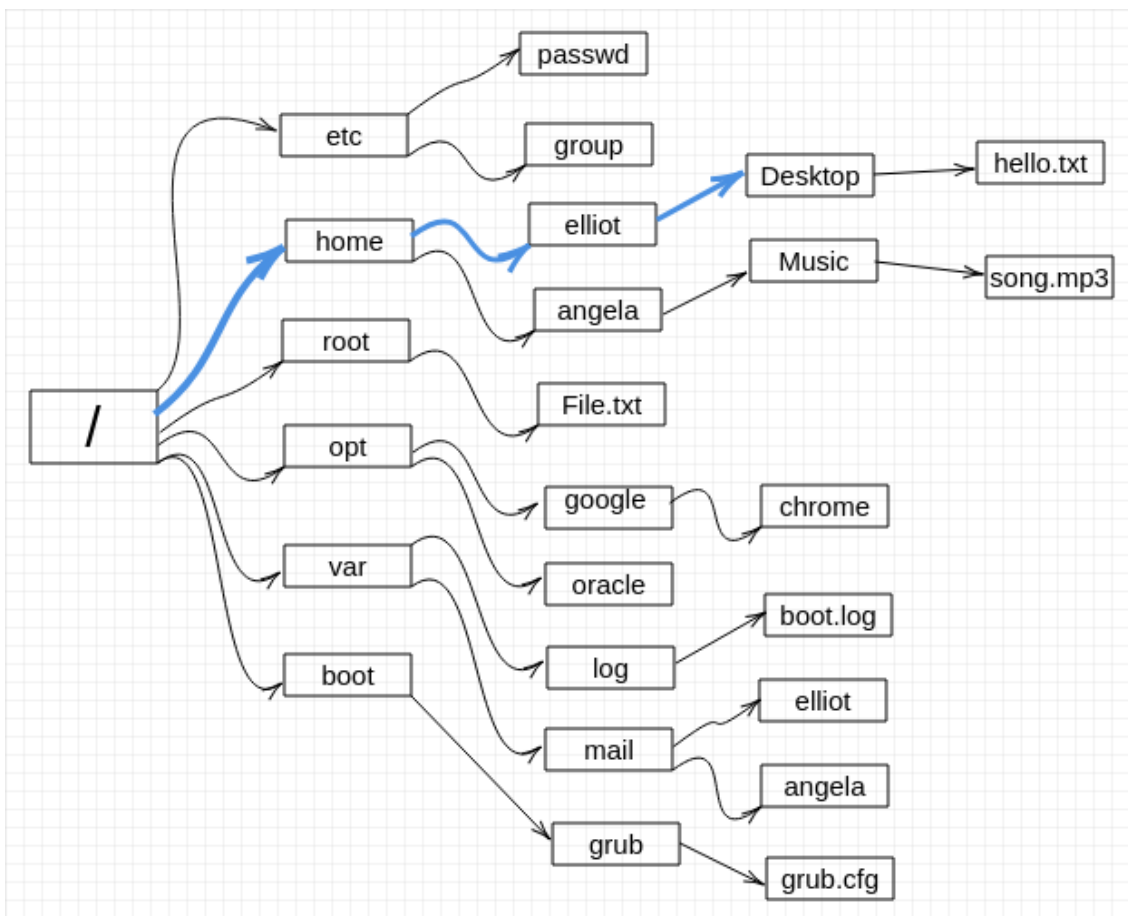 passwd
etc
group
Desktop
hello.txt
elliot
home
Music
song.mp3
angela
root
File.txt
/
opt
google
chrome
oracle
var
boot.log
log
boot
elliot
mail
angela
grub
grub.cfg